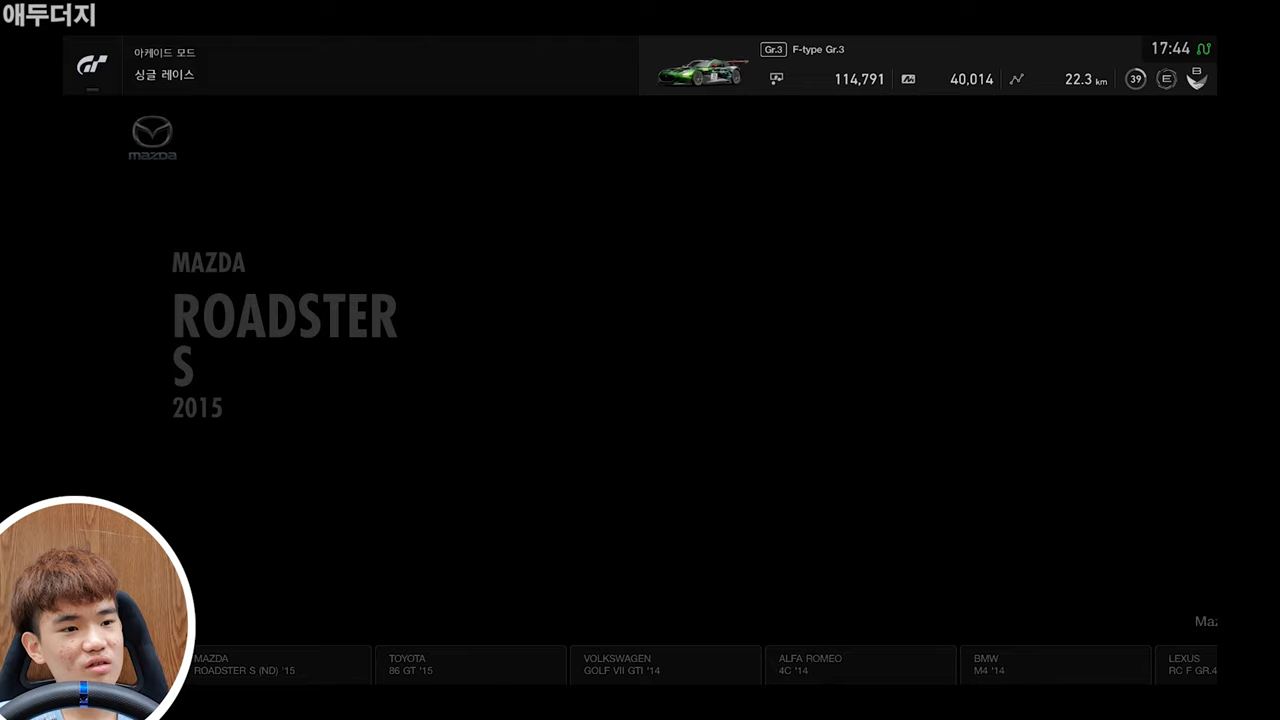 애두더지
아케이드 모드
싱글 레이스
Gr.3 F-type Gr.3
17:44
114,791
40,014
22.3 km
39
E
B
mazda
MAZDA
ROADSTER
S
2015
Maz
MAZDA
ROADSTER S (ND) '15
TOYOTA
86 GT '15
VOLKSWAGEN
GOLF VII GTI '14
ALFA ROMEO
4C '14
BMW
M4 '14
LEXUS
RC F GR.4